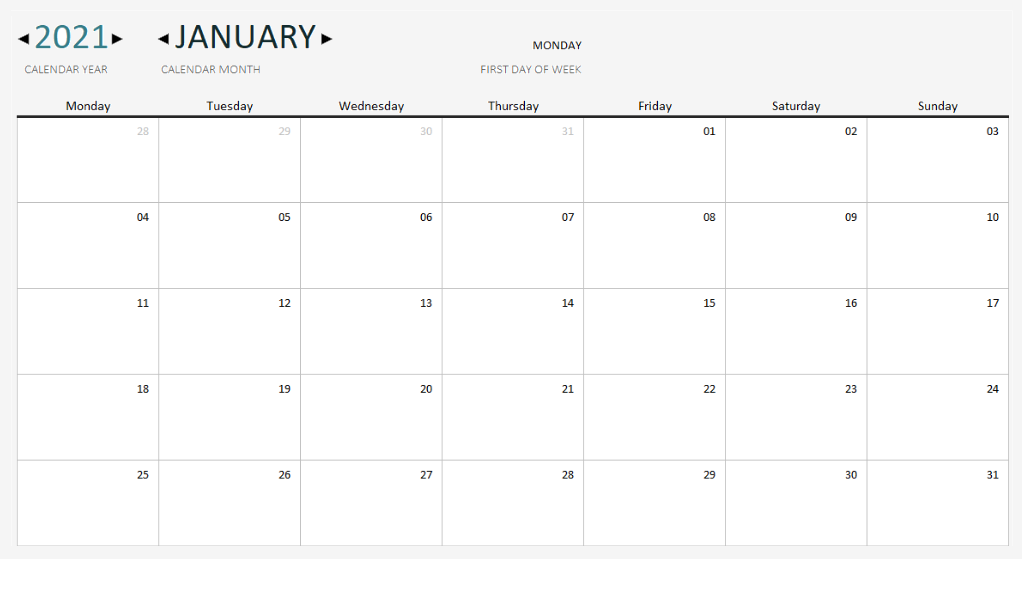 ◄2021► ◄JANUARY►
MONDAY
CALENDAR YEAR CALENDAR MONTH FIRST DAY OF WEEK
Monday Tuesday Wednesday Thursday Friday Saturday Sunday
28 29 30 31 01 02 03
04 05 06 07 08 09 10
11 12 13 14 15 16 17
18 19 20 21 22 23 24
25 26 27 28 29 30 31